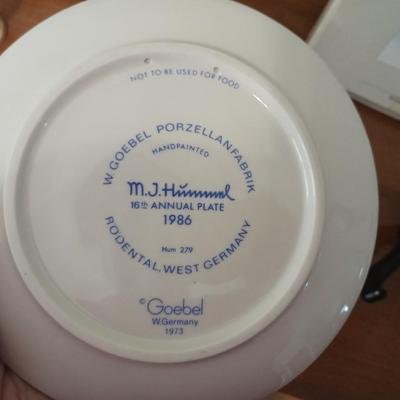 NOT TO BE USED FOR FOOD
W. GOEBEL PORZELLANFABRIK
HANDPAINTED
M.J. Hümmel
16th ANNUAL PLATE
1986
Hum 279
RODENTAL, WEST GERMANY
© Goebel
W.Germany
1973